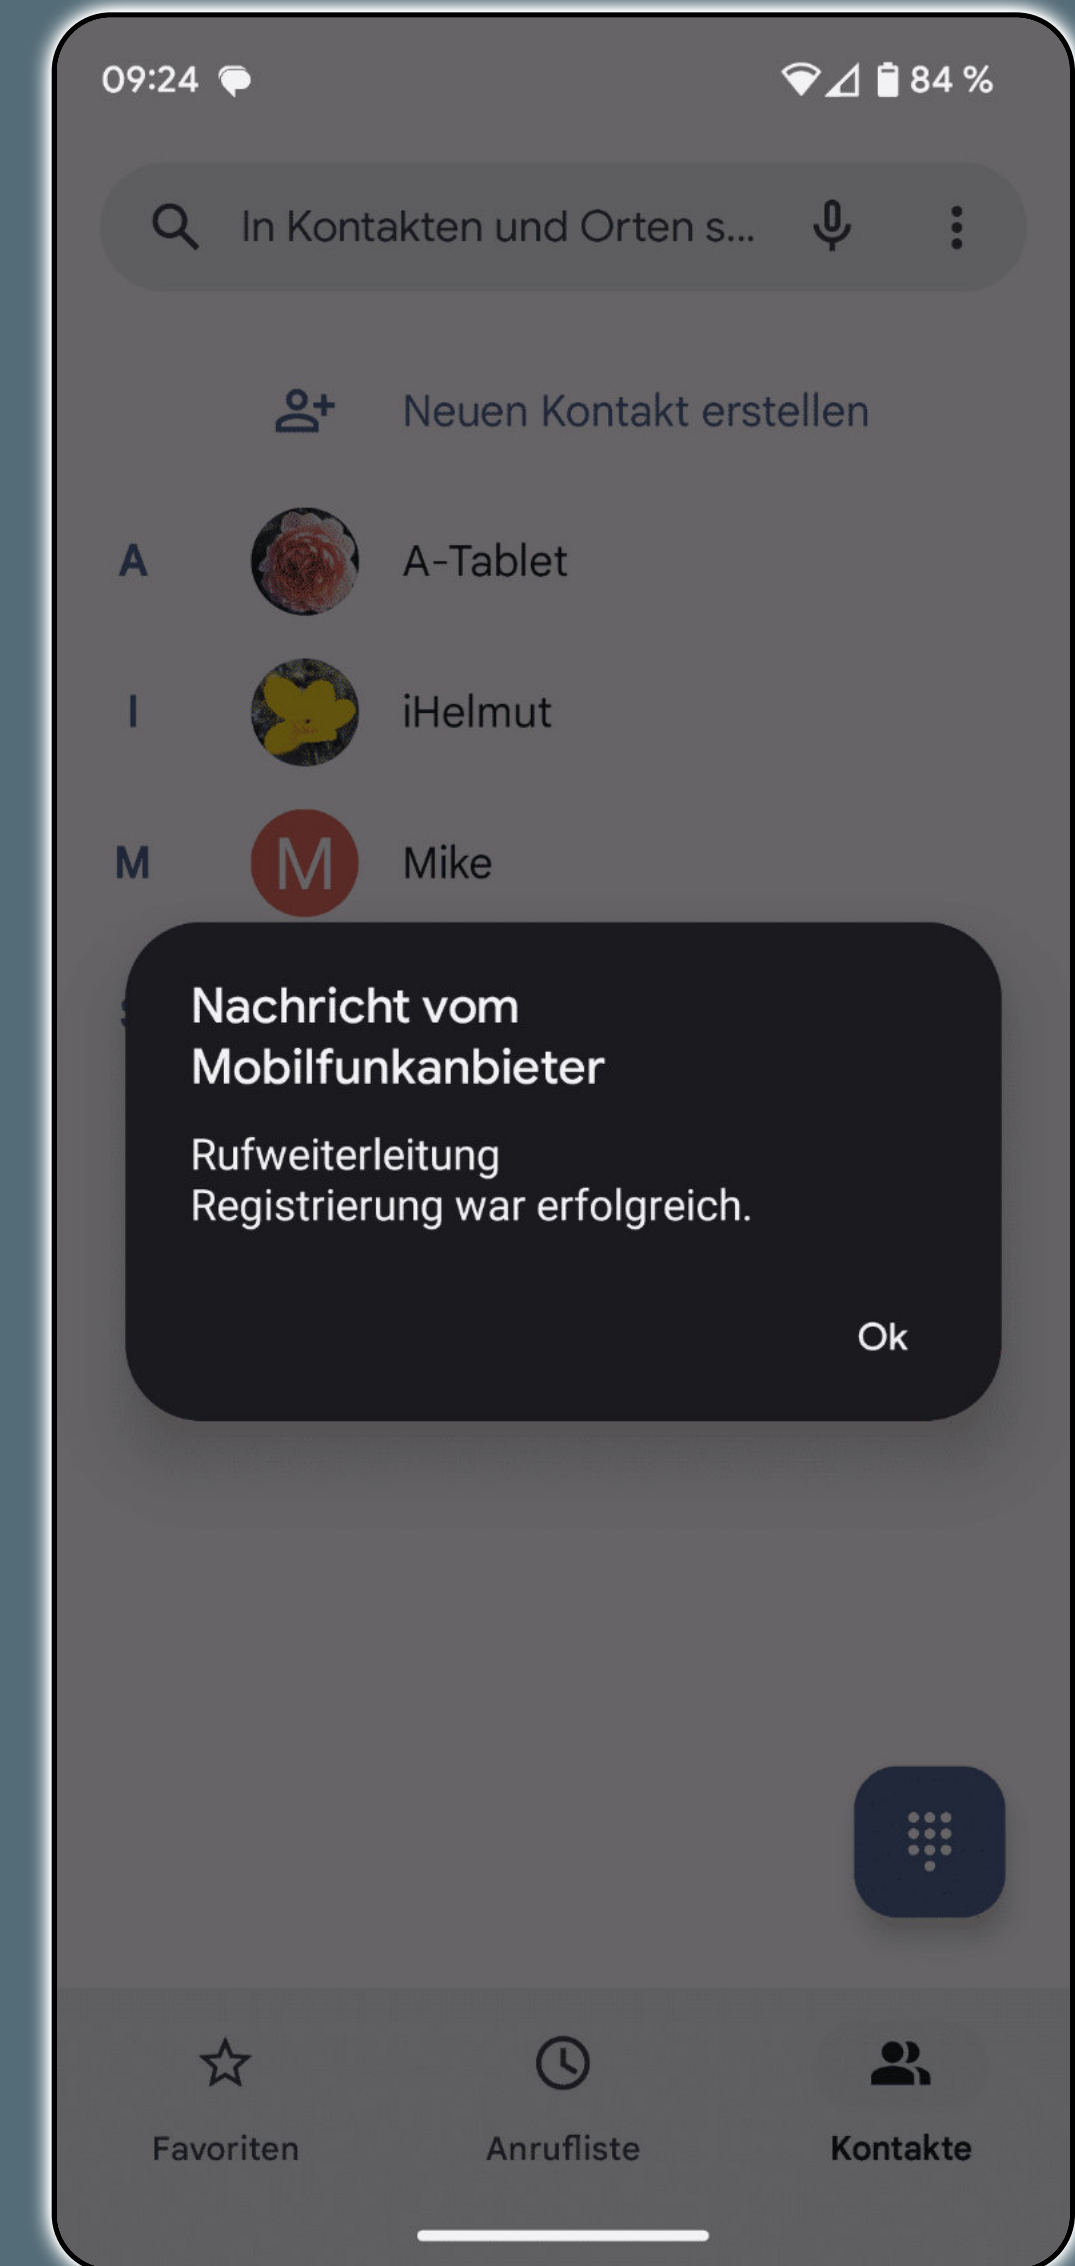 09:24 84 %
In Kontakten und Orten s...
Neuen Kontakt erstellen
A A-Tablet
I iHelmut
M M Mike
Nachricht vom
Mobilfunkanbieter
Rufweiterleitung
Registrierung war erfolgreich.
Ok
Favoriten Anrufliste Kontakte